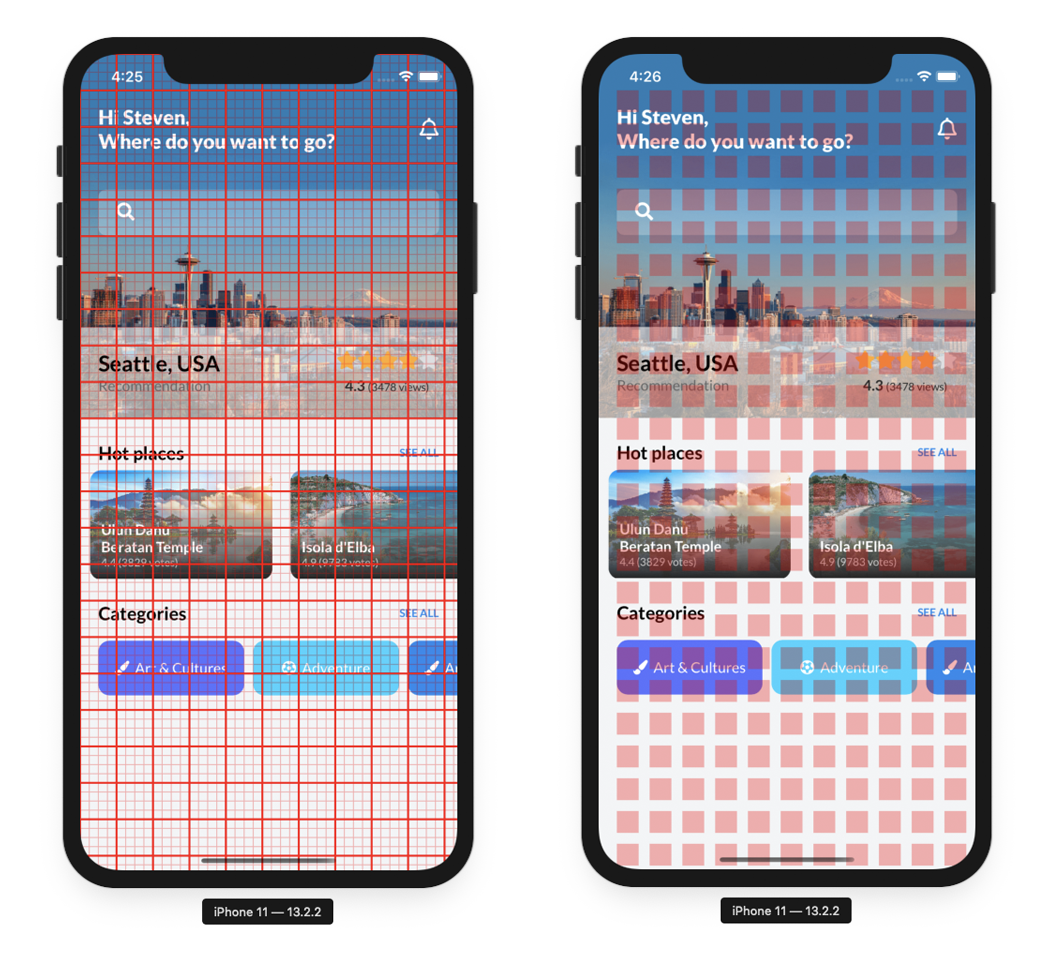 4:25
Hi Steven,
Where do you want to go?
Seattle, USA
Recommendation
4.3 (3478 views)
Hot places
SEE ALL
Ulun Danu
Beratan Temple
4.4 (3829 votes)
Isola d'Elba
4.9 (9783 votes)
Categories
SEE ALL
Art & Cultures
Adventure
Ar
iPhone 11 — 13.2.2
4:26
Hi Steven,
Where do you want to go?
Seattle, USA
Recommendation
4.3 (3478 views)
Hot places
SEE ALL
Ulun Danu
Beratan Temple
4.4 (3829 votes)
Isola d'Elba
4.9 (9783 votes)
Categories
SEE ALL
Art & Cultures
Adventure
Ar
iPhone 11 — 13.2.2